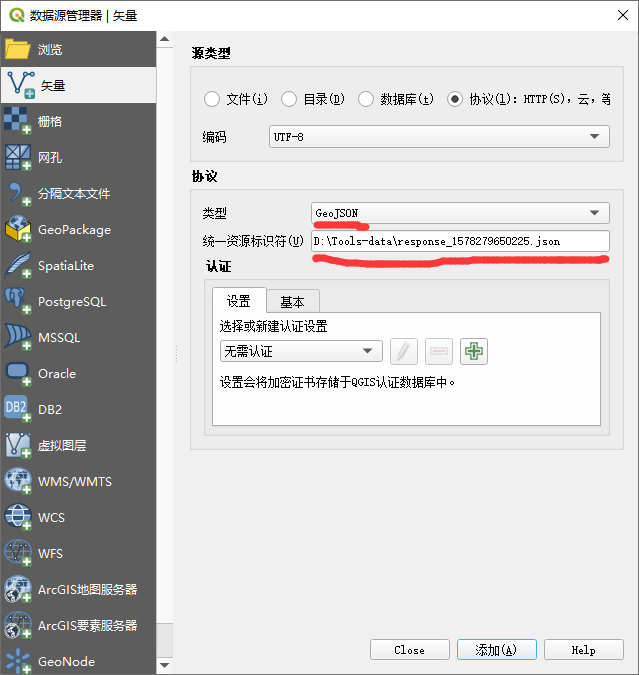 数据源管理器 | 矢量
浏览
矢量
栅格
网孔
分隔文本文件
GeoPackage
SpatiaLite
PostgreSQL
MSSQL
Oracle
DB2
DB2
虚拟图层
WMS/WMTS
WCS
WFS
ArcGIS地图服务器
ArcGIS要素服务器
GeoNode
源类型
文件(i) 目录(D) 数据库(t) 协议(l): HTTP(S), 云, 等
编码 UTF-8
协议
类型 GeoJSON
统一资源标识符(U) D:\Tools-data\response_1578279650225.json
认证
设置 基本
选择或新建认证设置
无需认证
设置会将加密证书存储于QGIS认证数据库中。
Close 添加(A) Help